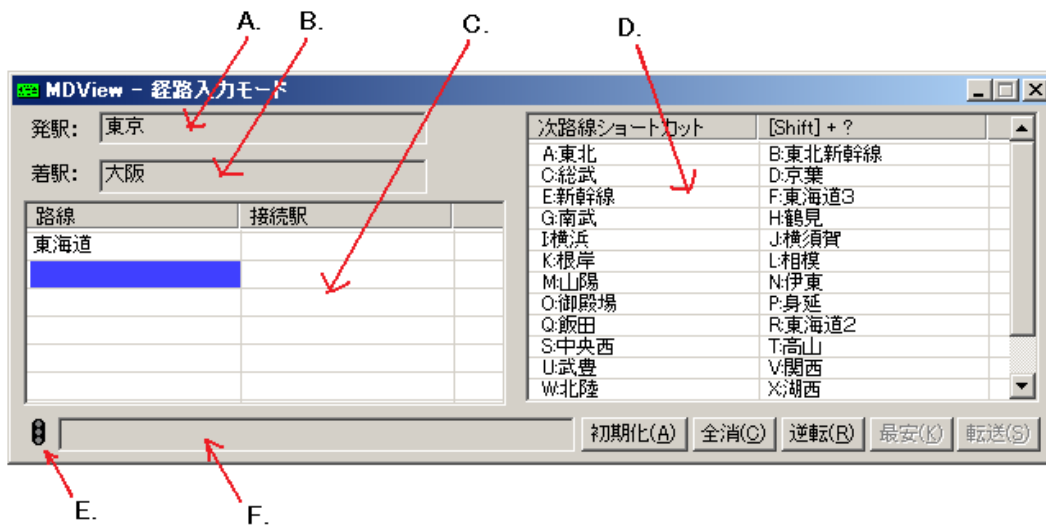 A. B. C. D.
MDView - 経路入力モード
発駅: 東京
着駅: 大阪
路線 接続駅
東海道
次路線ショートカット [Shift] + ?
A:東北 B:東北新幹線
C:総武 D:京葉
E:新幹線 F:東海道3
G:南武 H:鶴見
I:横浜 J:横須賀
K:根岸 L:相模
M:山陽 N:伊東
O:御殿場 P:身延
Q:飯田 R:東海道2
S:中央西 T:高山
U:武豊 V:関西
W:北陸 X:湖西
初期化(A) 全消(C) 逆転(R) 最安(K) 転送(S)
E. F.